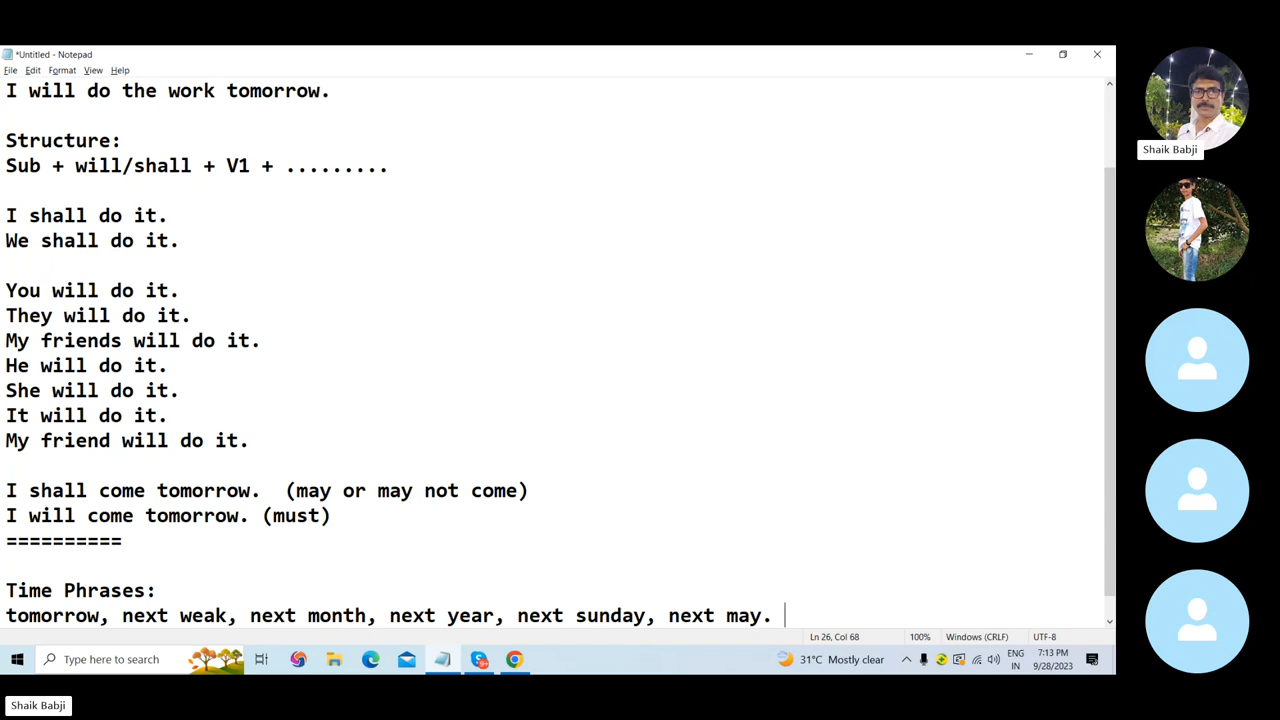 *Untitled - Notepad
File Edit Format View Help
I will do the work tomorrow.
Structure:
Sub + will/shall + V1 + .........
I shall do it.
We shall do it.
You will do it.
They will do it.
My friends will do it.
He will do it.
She will do it.
It will do it.
My friend will do it.
I shall come tomorrow.  (may or may not come)
I will come tomorrow. (must)
==========
Time Phrases:
tomorrow, next weak, next month, next year, next sunday, next may.
Ln 26, Col 68 100% Windows (CRLF) UTF-8
Type here to search
31°C Mostly clear
ENG
IN
7:13 PM
9/28/2023
Shaik Babji
Shaik Babji